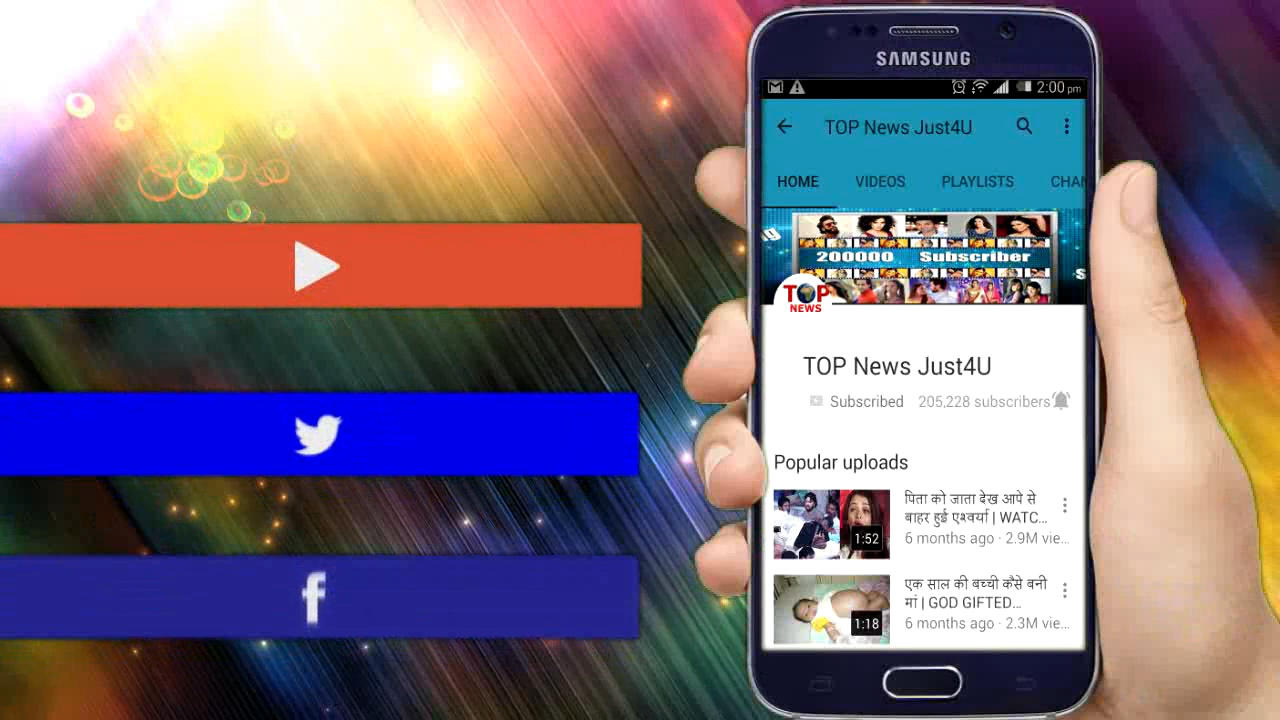 SAMSUNG
2:00 pm
TOP News Just4U
HOME VIDEOS PLAYLISTS CHAN
200000 Subscriber
TOP
NEWS
TOP News Just4U
Subscribed 205,228 subscribers
Popular uploads
पिता को जाता देख आपे से
बाहर हुई एश्वर्या | WATC...
6 months ago · 2.9M vie...
1:52
एक साल की बच्ची कैसे बनी
मां | GOD GIFTED...
6 months ago · 2.3M vie...
1:18